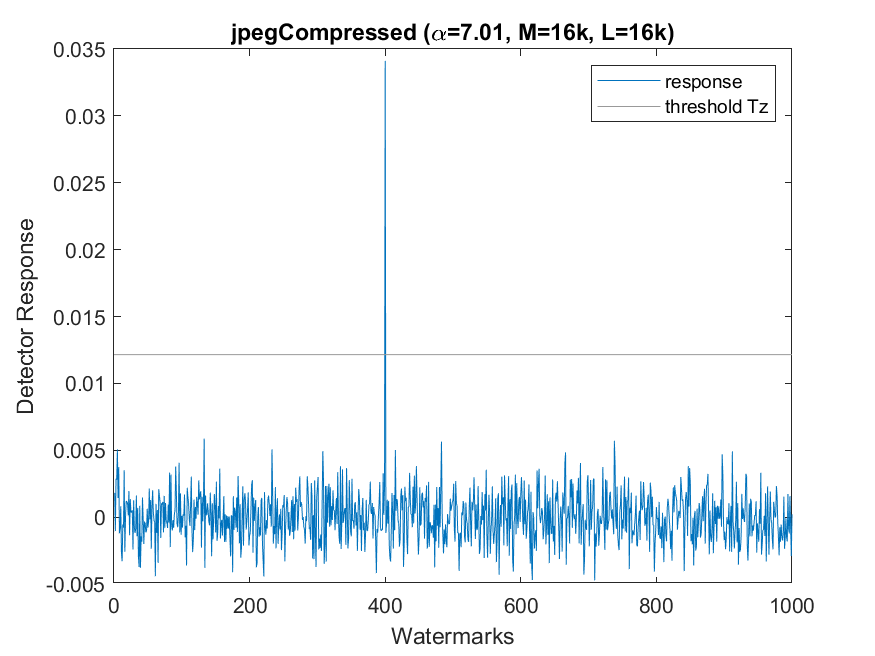 jpegCompressed (α=7.01, M=16k, L=16k)
0.035
0.03
0.025
0.02
0.015
0.01
0.005
0
-0.005
Detector Response
response
threshold Tz
0 200 400 600 800 1000
Watermarks